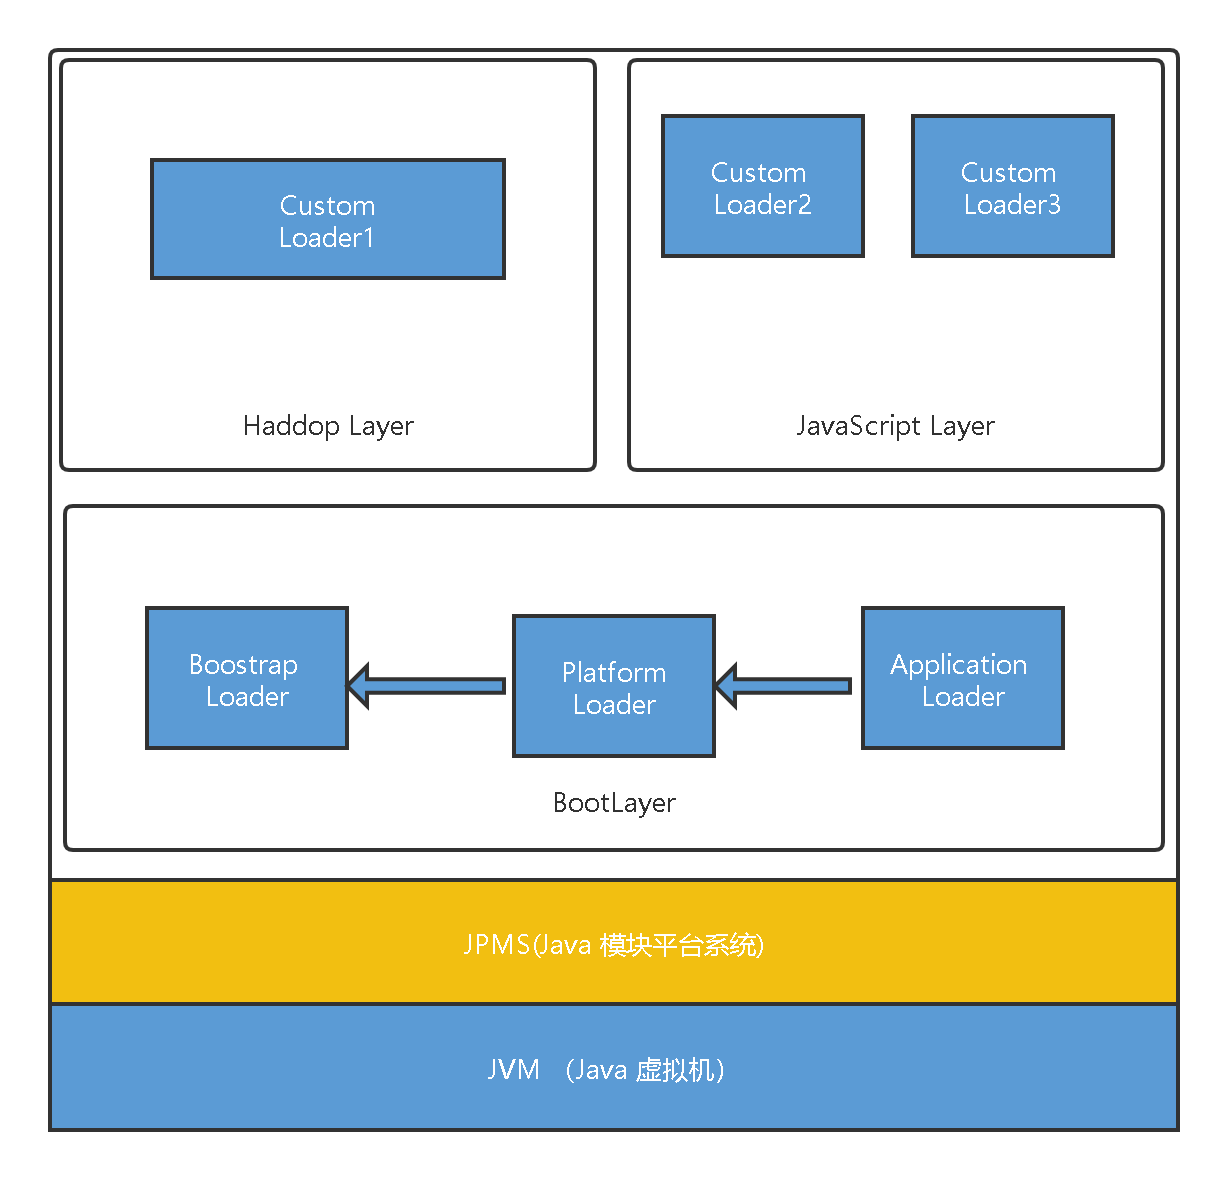 Custom
Loader1
Haddop Layer
Custom
Loader2
Custom
Loader3
JavaScript Layer
Boostrap
Loader
Platform
Loader
Application
Loader
BootLayer
JPMS(Java 模块平台系统)
JVM （Java 虚拟机）